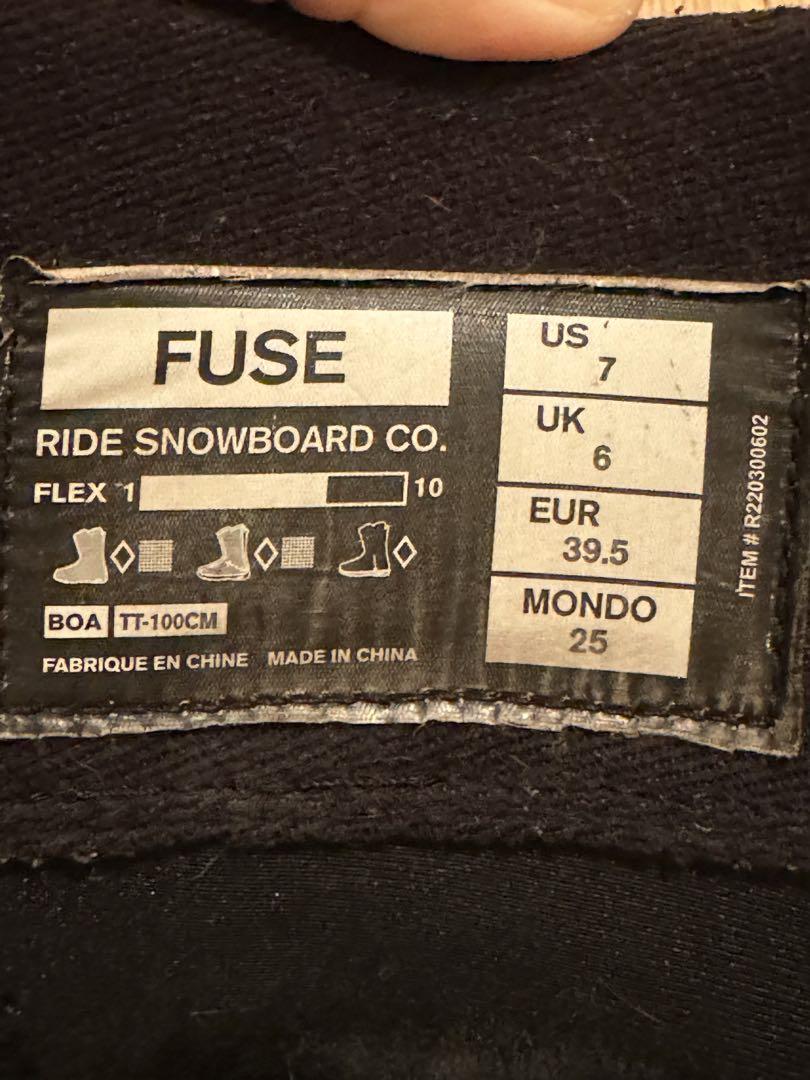 FUSE
RIDE SNOWBOARD CO.
FLEX 1 10
BOA TT-100CM
FABRIQUE EN CHINE MADE IN CHINA
US
7
UK
6
EUR
39.5
MONDO
25
ITEM # R220300602